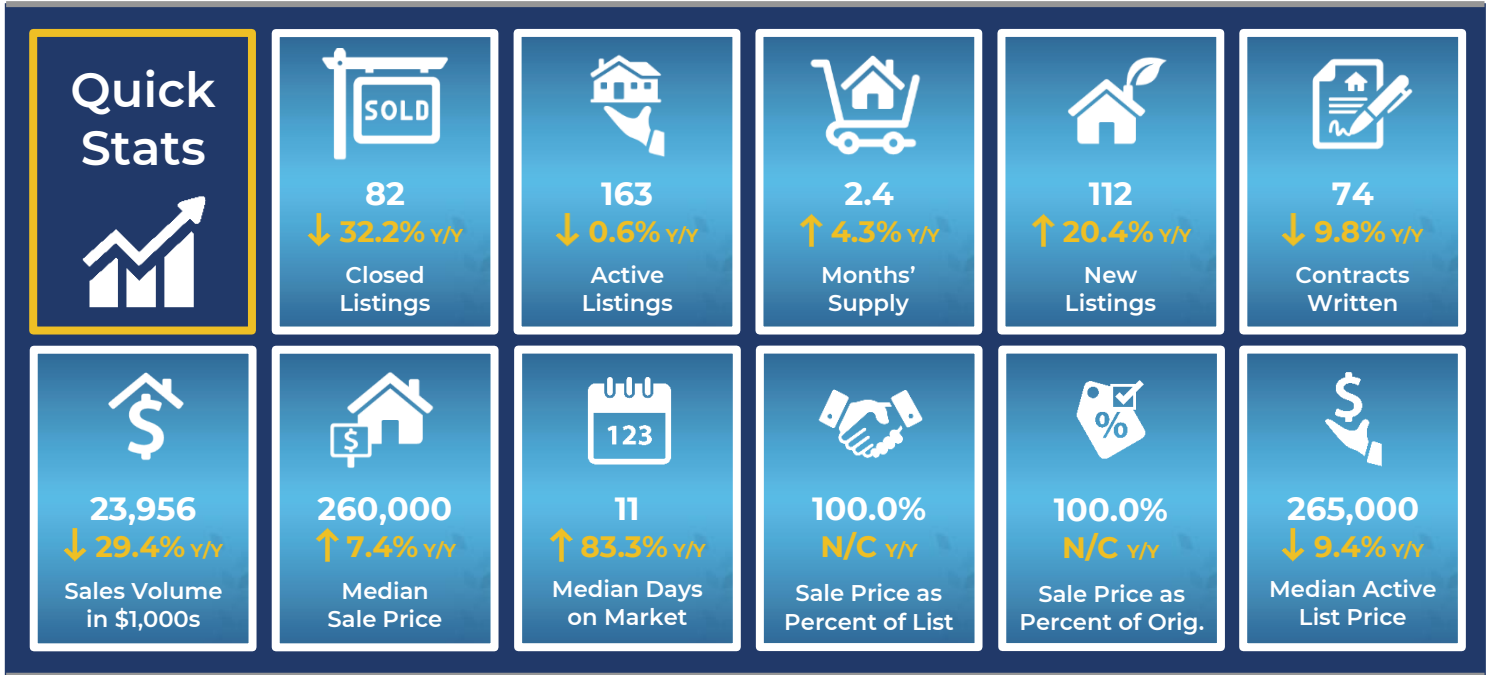 Quick
Stats
SOLD
82
↓ 32.2% Y/Y
Closed
Listings
163
↓ 0.6% Y/Y
Active
Listings
2.4
↑ 4.3% Y/Y
Months’
Supply
112
↑ 20.4% Y/Y
New
Listings
74
↓ 9.8% Y/Y
Contracts
Written
$
23,956
↓ 29.4% Y/Y
Sales Volume
in $1,000s
$
260,000
↑ 7.4% Y/Y
Median
Sale Price
123
11
↑ 83.3% Y/Y
Median Days
on Market
100.0%
N/C Y/Y
Sale Price as
Percent of List
%
100.0%
N/C Y/Y
Sale Price as
Percent of Orig.
$
265,000
↓ 9.4% Y/Y
Median Active
List Price